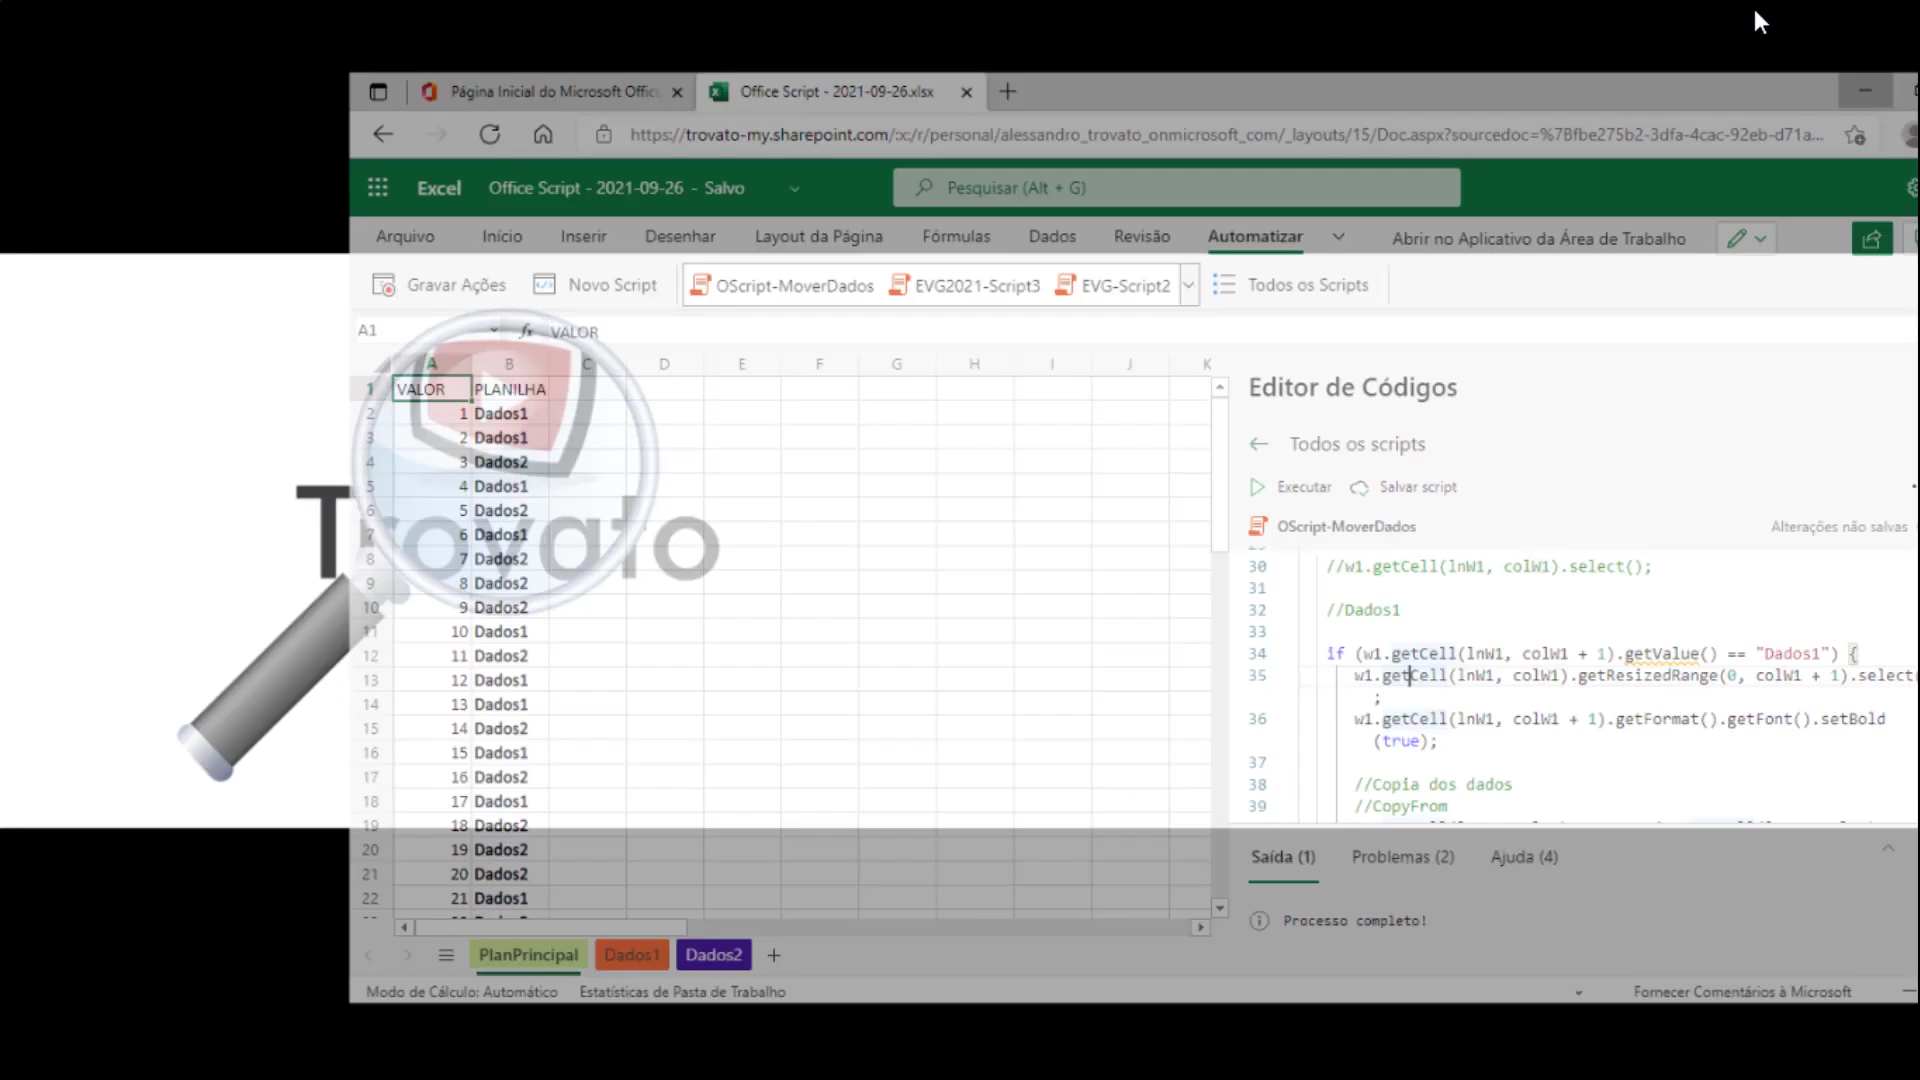 Página Inicial do Microsoft Offic
Office Script - 2021-09-26.xlsx
https://trovato-my.sharepoint.com/:x:/r/personal/alessandro_trovato_onmicrosoft_com/_layouts/15/Doc.aspx?sourcedoc=%7Bfbe275b2-3dfa-4cac-92eb-d71a...
Excel Office Script - 2021-09-26 - Salvo
Pesquisar (Alt + G)
Arquivo Início Inserir Desenhar Layout da Página Fórmulas Dados Revisão Automatizar Abrir no Aplicativo da Área de Trabalho
Gravar Ações Novo Script OScript-MoverDados EVG2021-Script3 EVG-Script2 Todos os Scripts
A1 fx VALOR
A B C D E F G H I J K
1 VALOR PLANILHA
2 1 Dados1
3 2 Dados1
4 3 Dados2
5 4 Dados1
6 5 Dados2
7 6 Dados1
8 7 Dados2
9 8 Dados2
10 9 Dados2
11 10 Dados1
12 11 Dados2
13 12 Dados1
14 13 Dados1
15 14 Dados2
16 15 Dados1
17 16 Dados2
18 17 Dados1
19 18 Dados2
20 19 Dados2
21 20 Dados2
22 21 Dados1
Trovato
Editor de Códigos
Todos os scripts
Executar Salvar script
OScript-MoverDados Alterações não salvas
30 //w1.getCell(lnW1, colW1).select();
31
32 //Dados1
33
34 if (w1.getCell(lnW1, colW1 + 1).getValue() == "Dados1") {
35 w1.getCell(lnW1, colW1).getResizedRange(0, colW1 + 1).select(
;
36 w1.getCell(lnW1, colW1 + 1).getFormat().getFont().setBold
(true);
37
38 //Copia dos dados
39 //CopyFrom
Saída (1) Problemas (2) Ajuda (4)
Processo completo!
PlanPrincipal Dados1 Dados2
Modo de Cálculo: Automático Estatísticas de Pasta de Trabalho Fornecer Comentários à Microsoft